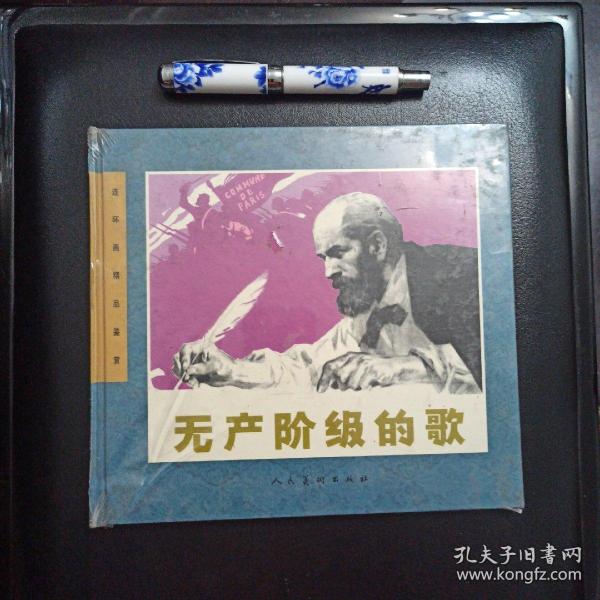 连环画精品鉴赏
COMMUNE
DE
PARIS
无产阶级的歌
人民美术出版社
孔夫子旧书网
www.kongfz.com